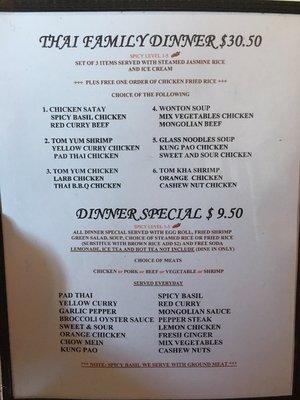 THAI FAMILY DINNER $30.50
SPICY LEVEL 1-5
SET OF 3 ITEMS SERVED WITH STEAMED JASMINE RICE
AND ICE CREAM
+++ PLUS FREE ONE ORDER OF CHICKEN FRIED RICE +++
CHOICE OF THE FOLLOWING
1. CHICKEN SATAY
SPICY BASIL CHICKEN
RED CURRY BEEF
2. TOM YUM SHRIMP
YELLOW CURRY CHICKEN
PAD THAI CHICKEN
3. TOM YUM CHICKEN
LARB CHICKEN
THAI B.B.Q CHICKEN
4. WONTON SOUP
MIX VEGETABLES CHICKEN
MONGOLIAN BEEF
5. GLASS NOODLES SOUP
KUNG PAO CHICKEN
SWEET AND SOUR CHICKEN
6. TOM KHA SHRIMP
ORANGE CHICKEN
CASHEW NUT CHICKEN
DINNER SPECIAL $ 9.50
SPICY LEVEL 1-5
ALL DINNER SPECIAL SERVED WITH EGG ROLL, FRIED SHRIMP
GREEN SALAD, SOUP, CHOICE OF STEAMED RICE OR FRIED RICE
(SUBSTITUE WITH BROWN RICE ADD $2) AND FREE SODA
LEMONADE, ICE TEA AND HOT TEA NOT INCLUDE) (DINE IN ONLY)
CHOICE OF MEATS
CHICKEN or PORK or BEEF or VEGETABLE or SHRIMP
SERVED EVERYDAY
PAD THAI
YELLOW CURRY
GARLIC PEPPER
BROCCOLI OYSTER SAUCE
SWEET & SOUR
ORANGE CHICKEN
CHOW MEIN
KUNG PAO
SPICY BASIL
RED CURRY
MONGOLIAN SAUCE
PEPPER STEAK
LEMON CHICKEN
FRESH GINGER
MIX VEGETABLES
CASHEW NUTS
*** NOTE: SPICY BASIL WE SERVE WITH GROUND MEAT ***